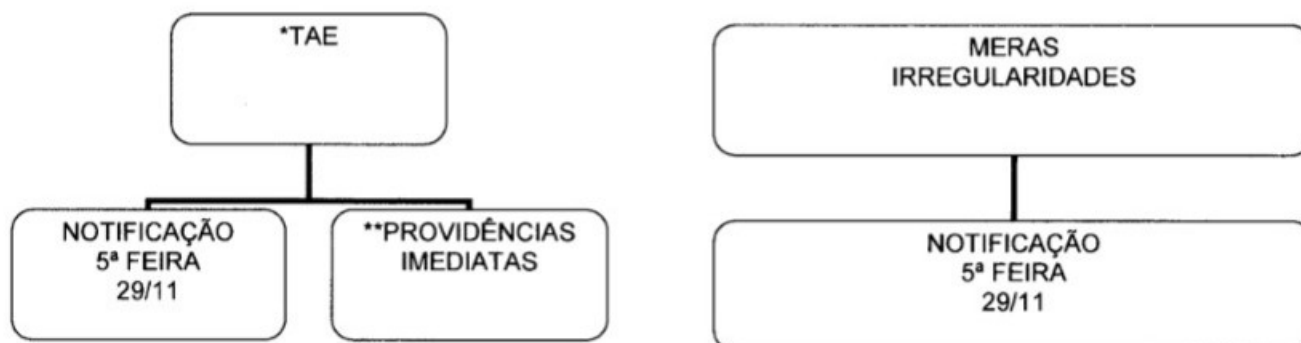 *TAE
MERAS
IRREGULARIDADES
NOTIFICAÇÃO
5ª FEIRA
29/11
**PROVIDÊNCIAS
IMEDIATAS
NOTIFICAÇÃO
5ª FEIRA
29/11